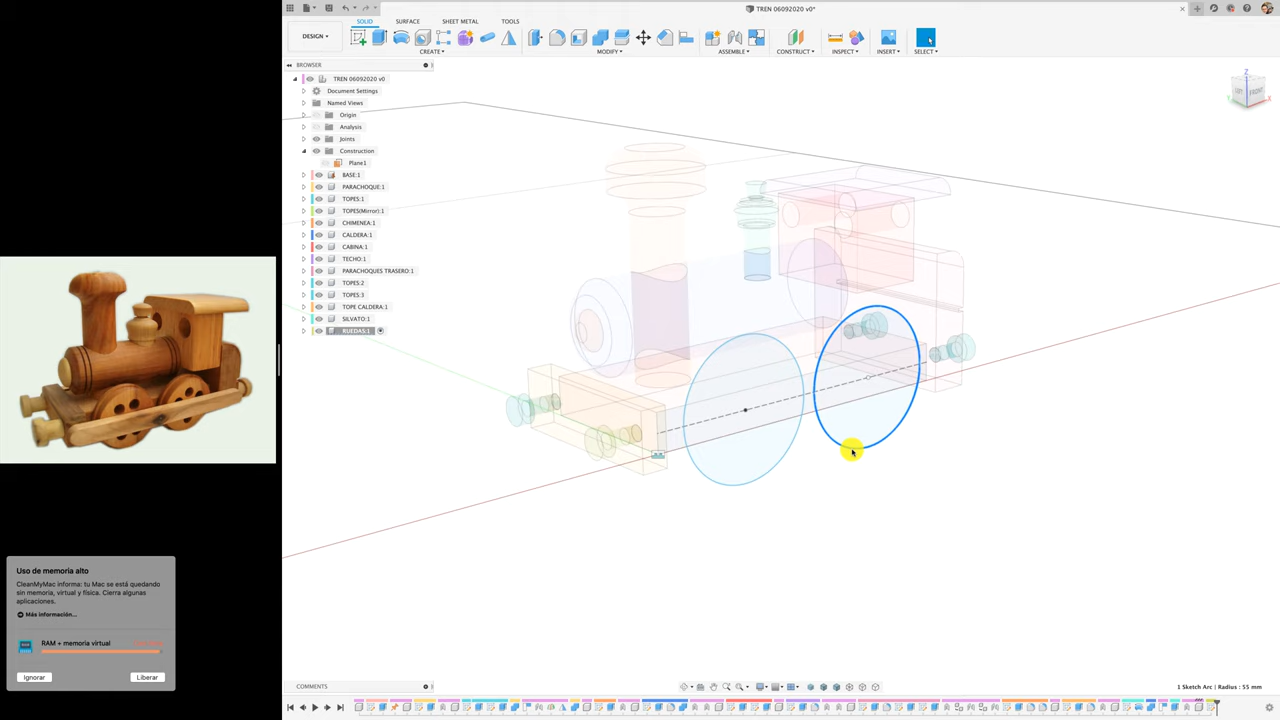 TREN 06092020 v0*
SOLID
SURFACE
SHEET METAL
TOOLS
DESIGN
CREATE
MODIFY
ASSEMBLE
CONSTRUCT
INSPECT
INSERT
SELECT
BROWSER
TREN 06092020 v0
Document Settings
Named Views
Origin
Analysis
Joints
Construction
Plane1
BASE:1
PARACHOQUE:1
TOPES:1
TOPES(Mirror):1
CHIMENEA:1
CALDERA:1
CABINA:1
TECHO:1
PARACHOQUES TRASERO:1
TOPES:2
TOPES:3
TOPE CALDERA:1
SILVATO:1
RUEDAS:1
Z
LEFT
FRONT
X
Uso de memoria alto
CleanMyMac informa: tu Mac se está quedando
sin memoria, virtual y física. Cierra algunas
aplicaciones.
Más información...
RAM + memoria virtual
Ignorar
Liberar
COMMENTS
1 Sketch Arc | Radius : 55 mm